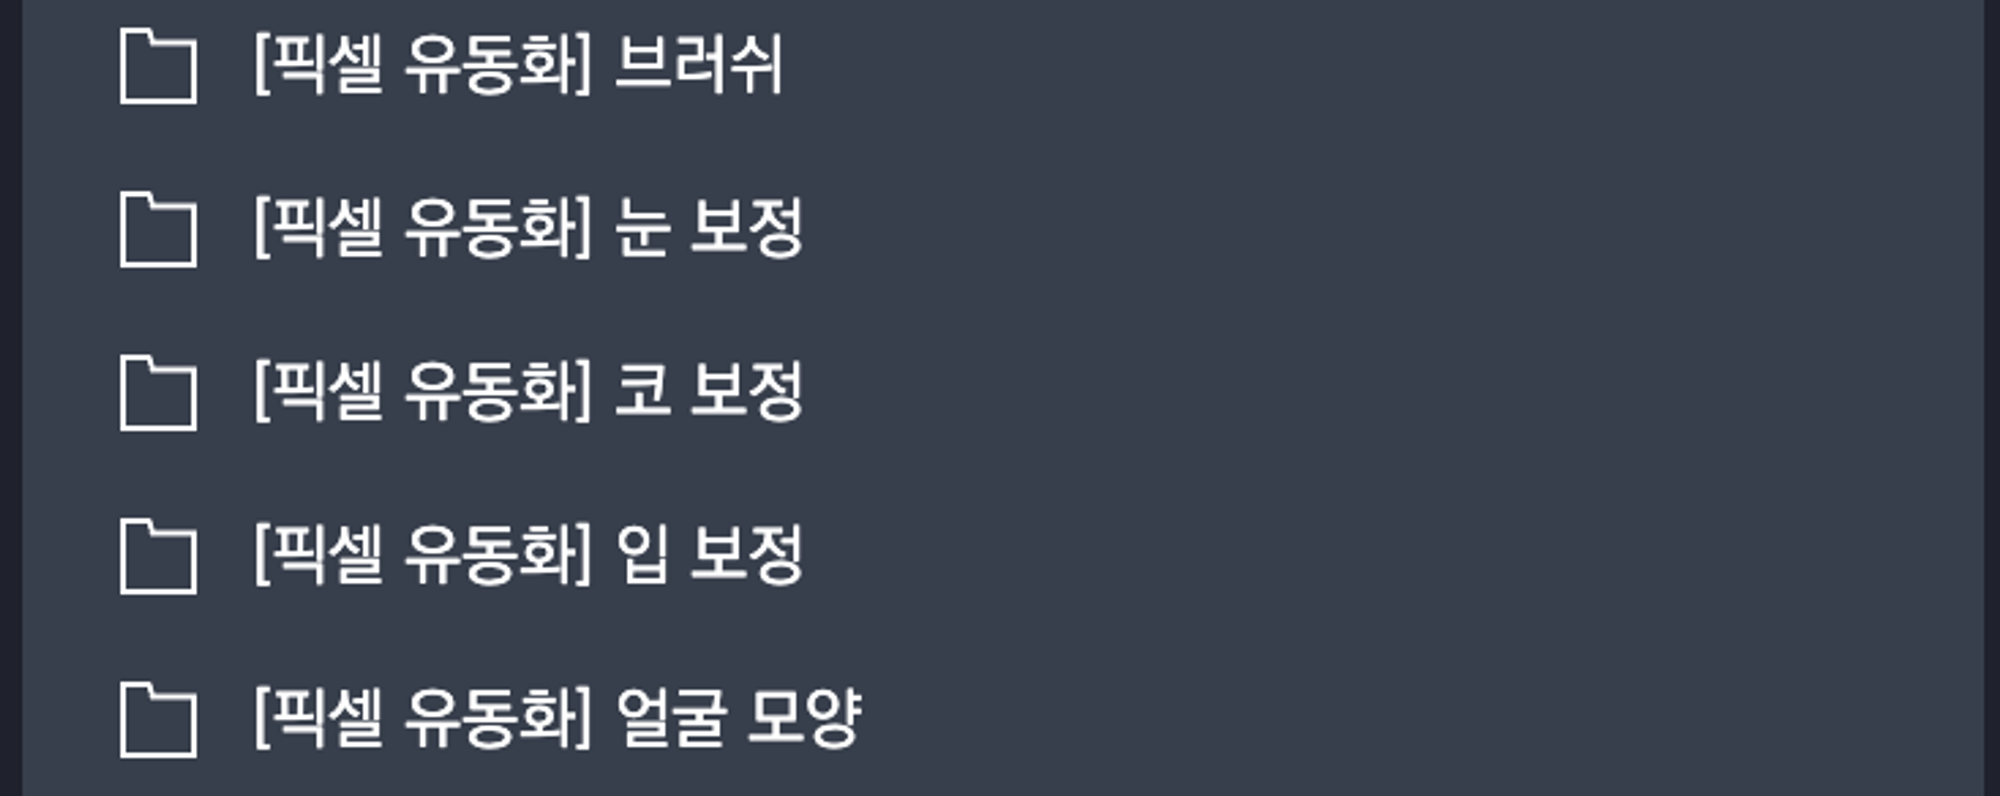 [픽셀 유동화] 브러쉬
[픽셀 유동화] 눈 보정
[픽셀 유동화] 코 보정
[픽셀 유동화] 입 보정
[픽셀 유동화] 얼굴 모양